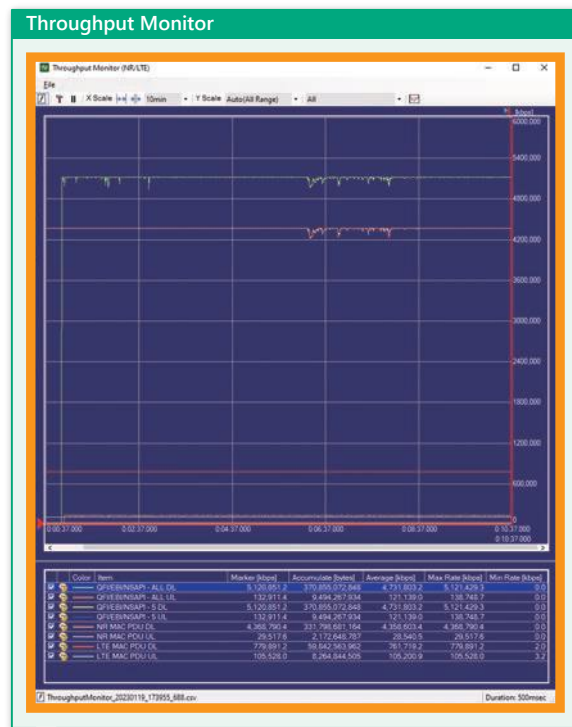 Throughput Monitor
Throughput Monitor (NR/LTE)
File
X Scale 10min Y Scale Auto(All Range) All
[kbps]
6000,000
5400,000
4800,000
4200,000
3600,000
3000,000
2400,000
1800,000
1200,000
600,000
0
0:00:37.000 0:02:37.000 0:04:37.000 0:06:37.000 0:08:37.000 0:10:37.000
0:10:37.000
Color Item Marker [kbps] Accumulate [bytes] Average [kbps] Max Rate [kbps] Min Rate [kbps]
QFI/EBI/NSAPI - ALL DL 5,120,851.2 370,855,072,848 4,731,803.2 5,121,429.3 0.0
QFI/EBI/NSAPI - ALL UL 132,911.4 9,494,267,934 121,139.0 138,748.7 0.0
QFI/EBI/NSAPI - 5 DL 5,120,851.2 370,855,072,848 4,731,803.2 5,121,429.3 0.0
QFI/EBI/NSAPI - 5 UL 132,911.4 9,494,267,934 121,139.0 138,748.7 0.0
NR MAC PDU DL 4,368,790.4 331,798,681,164 4,358,603.4 4,368,790.4 0.0
NR MAC PDU UL 29,517.6 2,172,648,787 28,540.5 29,517.6 0.0
LTE MAC PDU DL 779,891.2 59,842,563,962 761,719.2 779,891.2 2.0
LTE MAC PDU UL 105,528.0 8,264,844,505 105,200.9 105,528.0 3.2
ThroughputMonitor_20230119_173955_688.csv Duration: 500msec